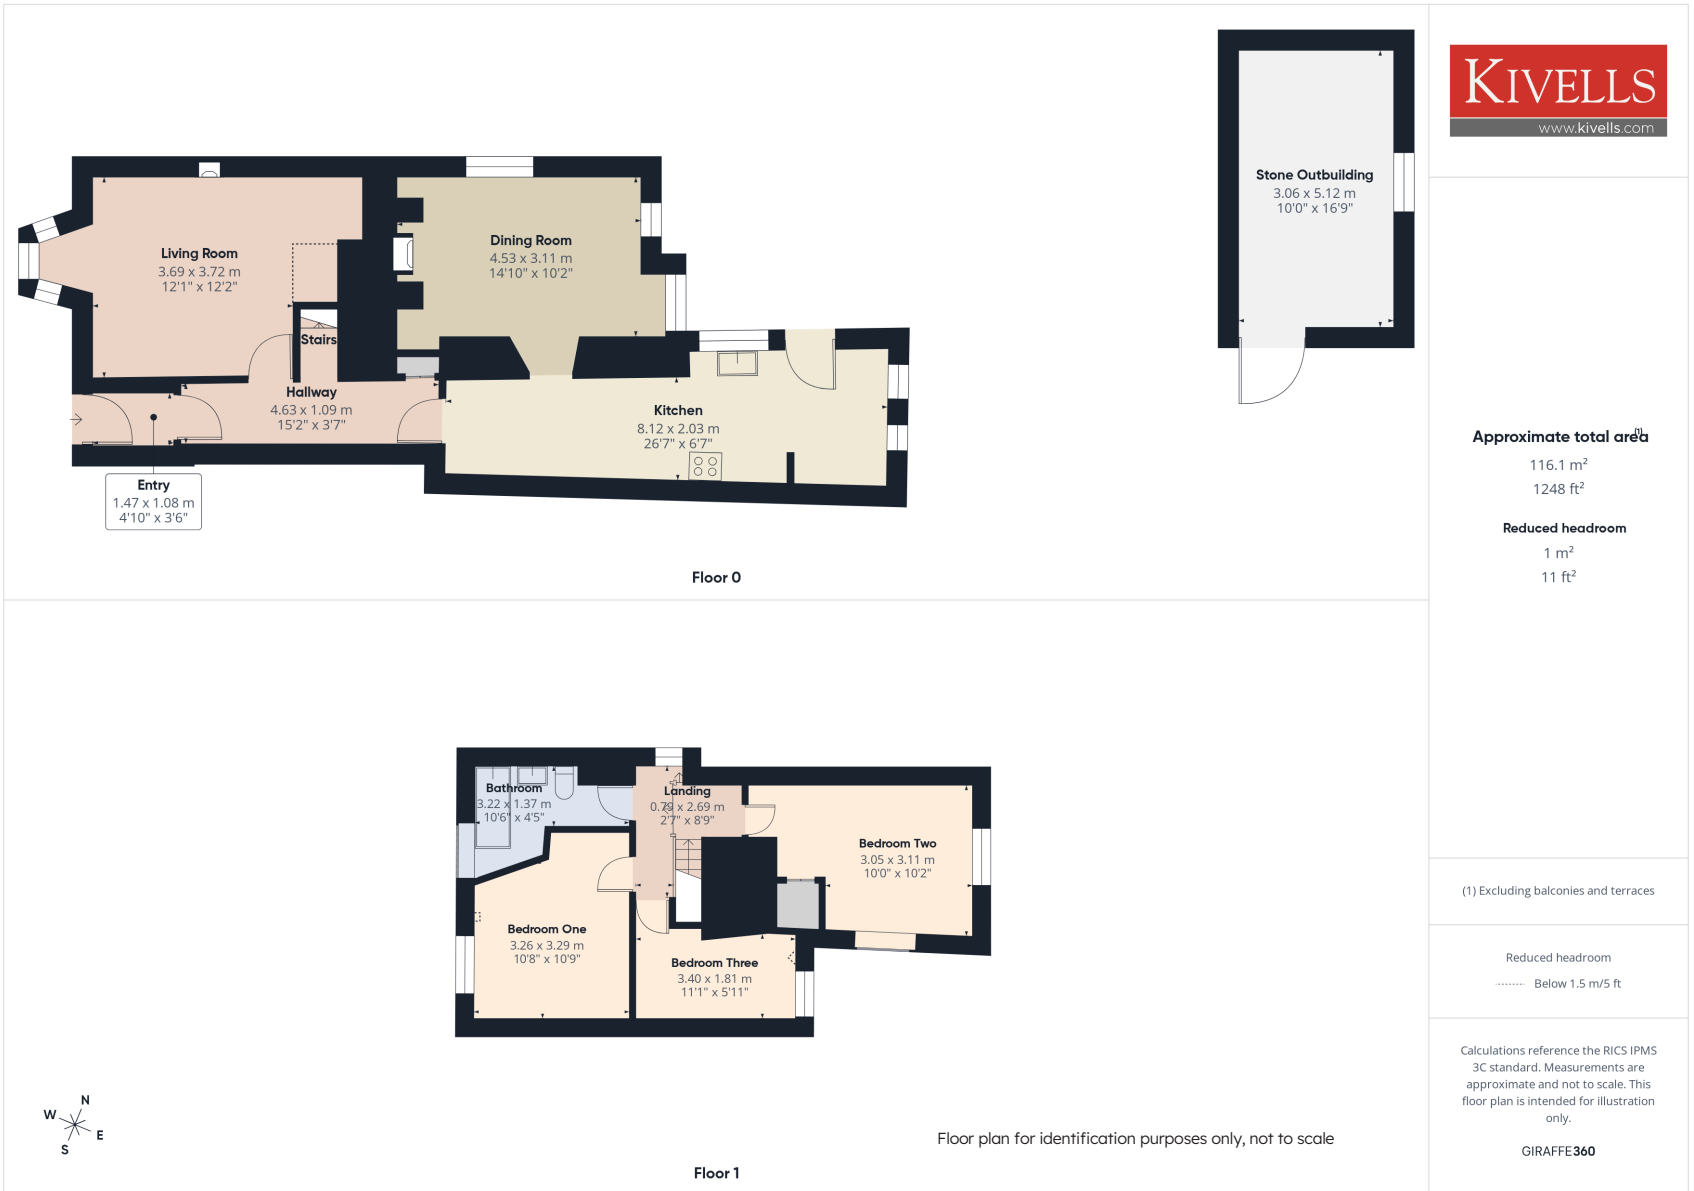 Living Room
3.69 x 3.72 m
12'1" x 12'2"
Dining Room
4.53 x 3.11 m
14'10" x 10'2"
Stairs
Hallway
4.63 x 1.09 m
15'2" x 3'7"
Kitchen
8.12 x 2.03 m
26'7" x 6'7"
Entry
1.47 x 1.08 m
4'10" x 3'6"
Stone Outbuilding
3.06 x 5.12 m
10'0" x 16'9"
Floor 0
Bathroom
3.22 x 1.37 m
10'6" x 4'5"
Landing
0.79 x 2.69 m
2'7" x 8'9"
Bedroom Two
3.05 x 3.11 m
10'0" x 10'2"
Bedroom One
3.26 x 3.29 m
10'8" x 10'9"
Bedroom Three
3.40 x 1.81 m
11'1" x 5'11"
N
W
E
S
Floor plan for identification purposes only, not to scale
Floor 1
KIVELLS
www.kivells.com
Approximate total area(1)
116.1 m²
1248 ft²
Reduced headroom
1 m²
11 ft²
(1) Excluding balconies and terraces
Reduced headroom
Below 1.5 m/5 ft
Calculations reference the RICS IPMS
3C standard. Measurements are
approximate and not to scale. This
floor plan is intended for illustration
only.
GIRAFFE360